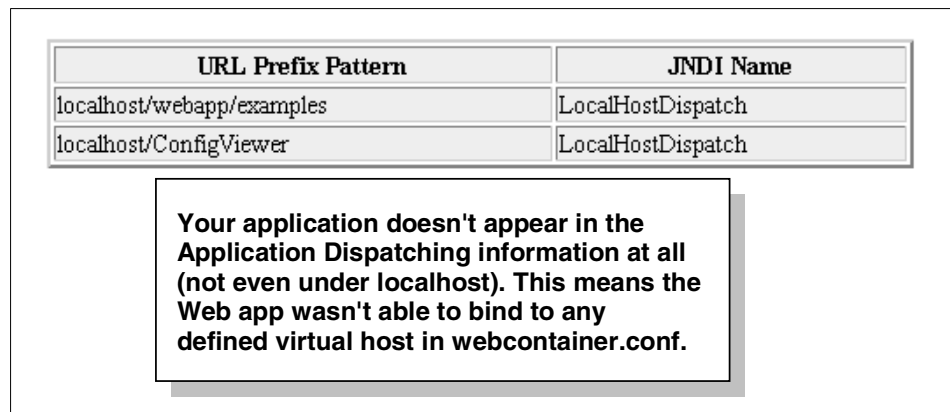 URL Prefix Pattern JNDI Name
localhost/webapp/examples LocalHostDispatch
localhost/ConfigViewer LocalHostDispatch
Your application doesn't appear in the
Application Dispatching information at all
(not even under localhost). This means the
Web app wasn't able to bind to any
defined virtual host in webcontainer.conf.